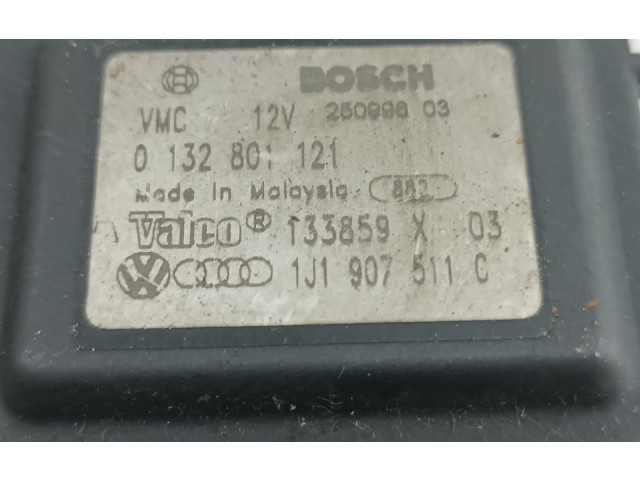 BOSCH
VMC 12V 250998 03
0 132 801 121
Made in Malaysia 882
Valeo® 133859 X 03
1J1 907 511 C